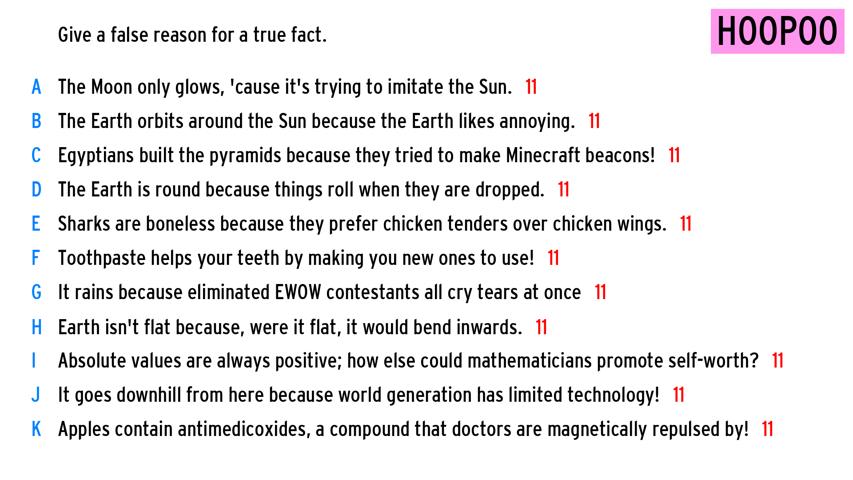 Give a false reason for a true fact.
HOOPOO
A The Moon only glows, 'cause it's trying to imitate the Sun. 11
B The Earth orbits around the Sun because the Earth likes annoying. 11
C Egyptians built the pyramids because they tried to make Minecraft beacons! 11
D The Earth is round because things roll when they are dropped. 11
E Sharks are boneless because they prefer chicken tenders over chicken wings. 11
F Toothpaste helps your teeth by making you new ones to use! 11
G It rains because eliminated EWOW contestants all cry tears at once 11
H Earth isn't flat because, were it flat, it would bend inwards. 11
I Absolute values are always positive; how else could mathematicians promote self-worth? 11
J It goes downhill from here because world generation has limited technology! 11
K Apples contain antimedicoxides, a compound that doctors are magnetically repulsed by! 11